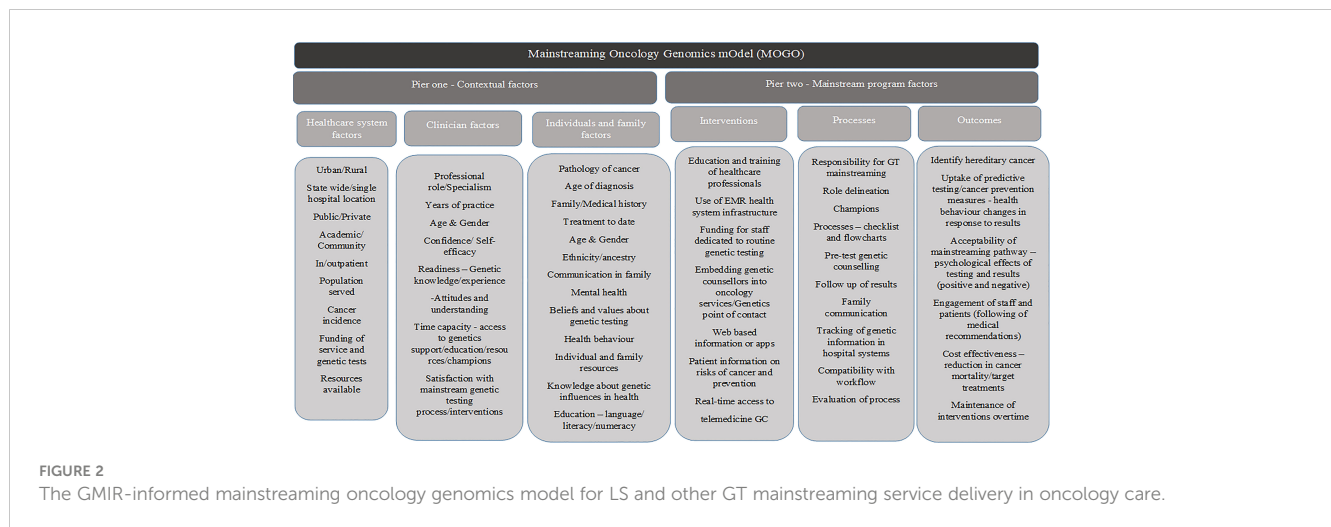 Mainstreaming Oncology Genomics mOdel (MOGO)
Pier one - Contextual factors
Pier two - Mainstream program factors
Healthcare system
factors
Clinician factors
Individuals and family
factors
Interventions
Processes
Outcomes
Urban/Rural
State wide/single
hospital location
Public/Private
Academic/
Community
In/outpatient
Population
served
Cancer
incidence
Funding of
service and
genetic tests
Resources
available
Professional
role/Specialism
Years of practice
Age & Gender
Confidence/ Self-
efficacy
Readiness – Genetic
knowledge/experience
-Attitudes and
understanding
Time capacity - access
to genetics
support/education/resou
rces/champions
Satisfaction with
mainstream genetic
testing
process/interventions
Pathology of cancer
Age of diagnosis
Family/Medical history
Treatment to date
Age & Gender
Ethnicity/ancestry
Communication in family
Mental health
Beliefs and values about
genetic testing
Health behaviour
Individual and family
resources
Knowledge about genetic
influences in health
Education – language/
literacy/numeracy
Education and training
of healthcare
professionals
Use of EMR health
system infrastructure
Funding for staff
dedicated to routine
genetic testing
Embedding genetic
counsellors into
oncology
services/Genetics
point of contact
Web based
information or apps
Patient information on
risks of cancer and
prevention
Real-time access to
telemedicine GC
Responsibility for GT
mainstreaming
Role delineation
Champions
Processes – checklist
and flowcharts
Pre-test genetic
counselling
Follow up of results
Family
communication
Tracking of genetic
information in
hospital systems
Compatibility with
workflow
Evaluation of process
Identify hereditary cancer
Uptake of predictive
testing/cancer prevention
measures - health
behaviour changes in
response to results
Acceptability of
mainstreaming pathway –
psychological effects of
testing and results
(positive and negative)
Engagement of staff and
patients (following of
medical
recommendations)
Cost effectiveness –
reduction in cancer
mortality/target
treatments
Maintenance of
interventions overtime
FIGURE 2
The GMIR-informed mainstreaming oncology genomics model for LS and other GT mainstreaming service delivery in oncology care.